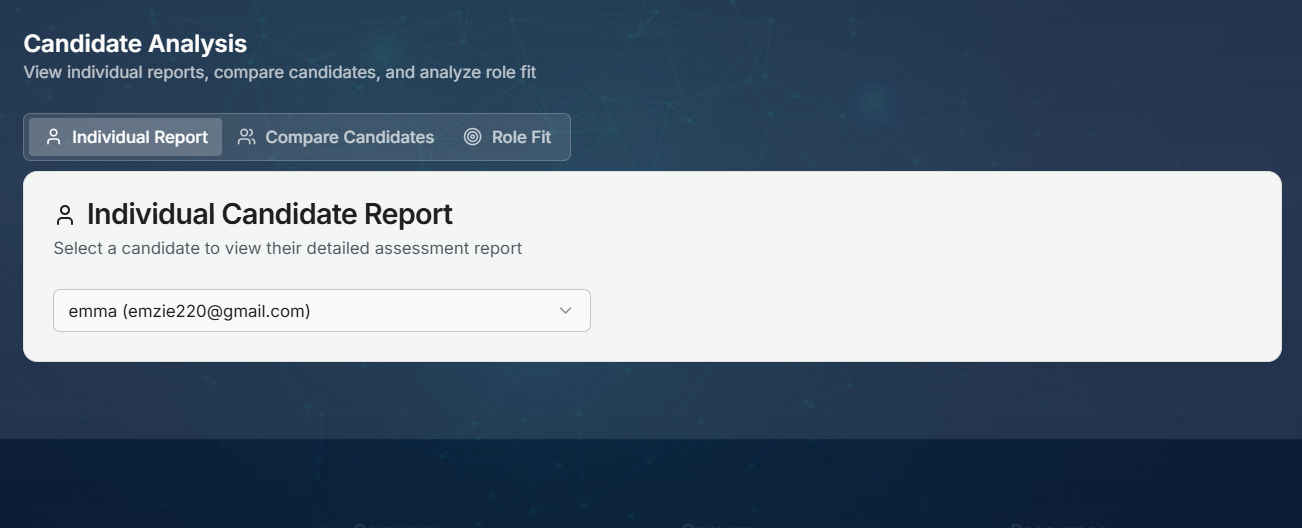 Candidate Analysis
View individual reports, compare candidates, and analyze role fit
Individual Report
Compare Candidates
Role Fit
Individual Candidate Report
Select a candidate to view their detailed assessment report
emma (emzie220@gmail.com)